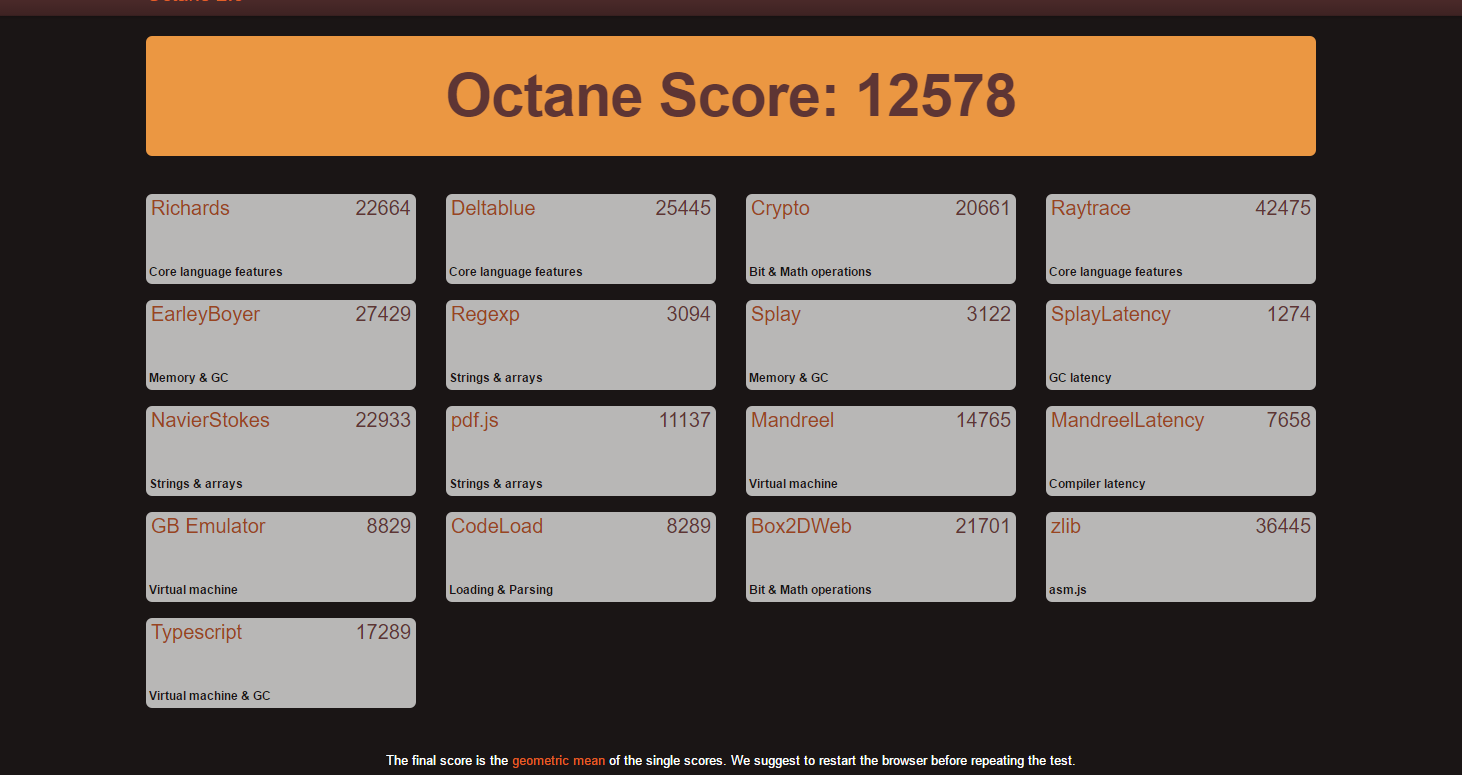 Octane Score: 12578
Richards 22664
Core language features
Deltablue 25445
Core language features
Crypto 20661
Bit & Math operations
Raytrace 42475
Core language features
EarleyBoyer 27429
Memory & GC
Regexp 3094
Strings & arrays
Splay 3122
Memory & GC
SplayLatency 1274
GC latency
NavierStokes 22933
Strings & arrays
pdf.js 11137
Strings & arrays
Mandreel 14765
Virtual machine
MandreelLatency 7658
Compiler latency
GB Emulator 8829
Virtual machine
CodeLoad 8289
Loading & Parsing
Box2DWeb 21701
Bit & Math operations
zlib 36445
asm.js
Typescript 17289
Virtual machine & GC
The final score is the geometric mean of the single scores. We suggest to restart the browser before repeating the test.